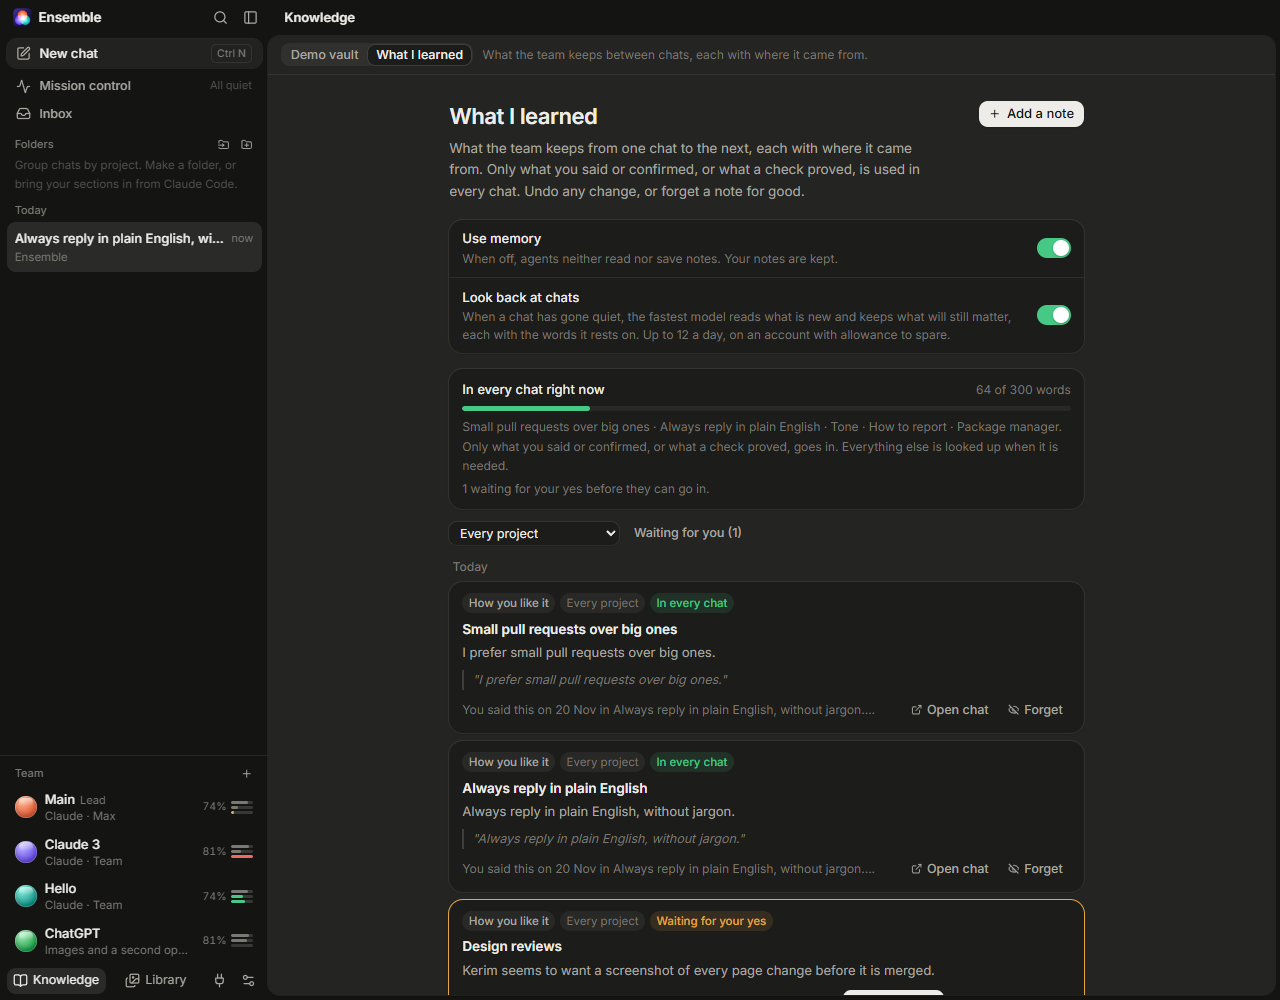 Ensemble
Knowledge
New chat
Ctrl N
Mission control
All quiet
Inbox
Folders
Group chats by project. Make a folder, or
bring your sections in from Claude Code.
Today
Always reply in plain English, wi...
now
Ensemble
Demo vault
What I learned
What the team keeps between chats, each with where it came from.
What I learned
Add a note
What the team keeps from one chat to the next, each with where it came
from. Only what you said or confirmed, or what a check proved, is used in
every chat. Undo any change, or forget a note for good.
Use memory
When off, agents neither read nor save notes. Your notes are kept.
Look back at chats
When a chat has gone quiet, the fastest model reads what is new and keeps what will still matter,
each with the words it rests on. Up to 12 a day, on an account with allowance to spare.
In every chat right now
64 of 300 words
Small pull requests over big ones · Always reply in plain English · Tone · How to report · Package manager.
Only what you said or confirmed, or what a check proved, goes in. Everything else is looked up when it is
needed.
1 waiting for your yes before they can go in.
Every project
Waiting for you (1)
Today
How you like it
Every project
In every chat
Small pull requests over big ones
I prefer small pull requests over big ones.
"I prefer small pull requests over big ones."
You said this on 20 Nov in Always reply in plain English, without jargon....
Open chat
Forget
How you like it
Every project
In every chat
Always reply in plain English
Always reply in plain English, without jargon.
"Always reply in plain English, without jargon."
You said this on 20 Nov in Always reply in plain English, without jargon....
Open chat
Forget
How you like it
Every project
Waiting for your yes
Design reviews
Kerim seems to want a screenshot of every page change before it is merged.
Team
Main Lead
74%
Claude · Max
Claude 3
81%
Claude · Team
Hello
74%
Claude · Team
ChatGPT
81%
Images and a second op...
Knowledge
Library